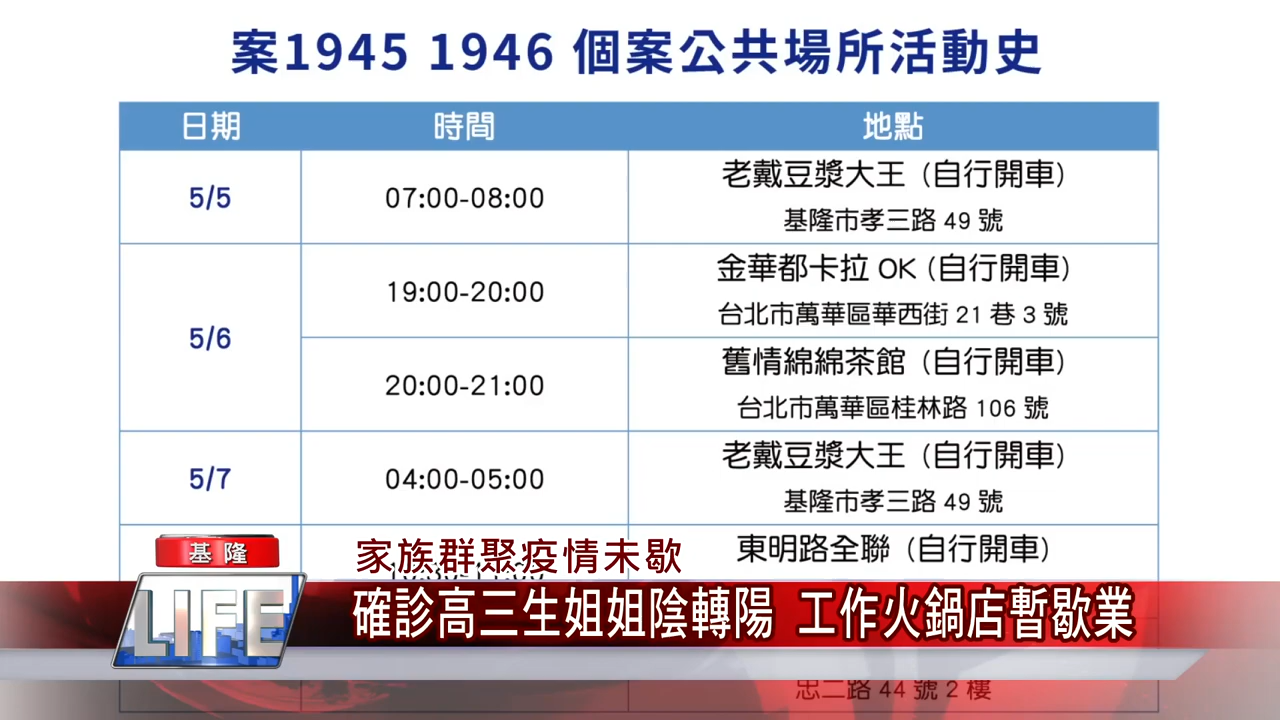 案1945 1946 個案公共場所活動史
日期 時間 地點
5/5 07:00-08:00 老戴豆漿大王 (自行開車)
基隆市孝三路 49 號
5/6 19:00-20:00 金華都卡拉 OK (自行開車)
台北市萬華區華西街 21 巷 3 號
20:00-21:00 舊情綿綿茶館 (自行開車)
台北市萬華區桂林路 106 號
5/7 04:00-05:00 老戴豆漿大王 (自行開車)
基隆市孝三路 49 號
東明路全聯 (自行開車)
基隆
LIFE
家族群聚疫情未歇
確診高三生姐姐陰轉陽 工作火鍋店暫歇業
忠二路 44 號 2 樓